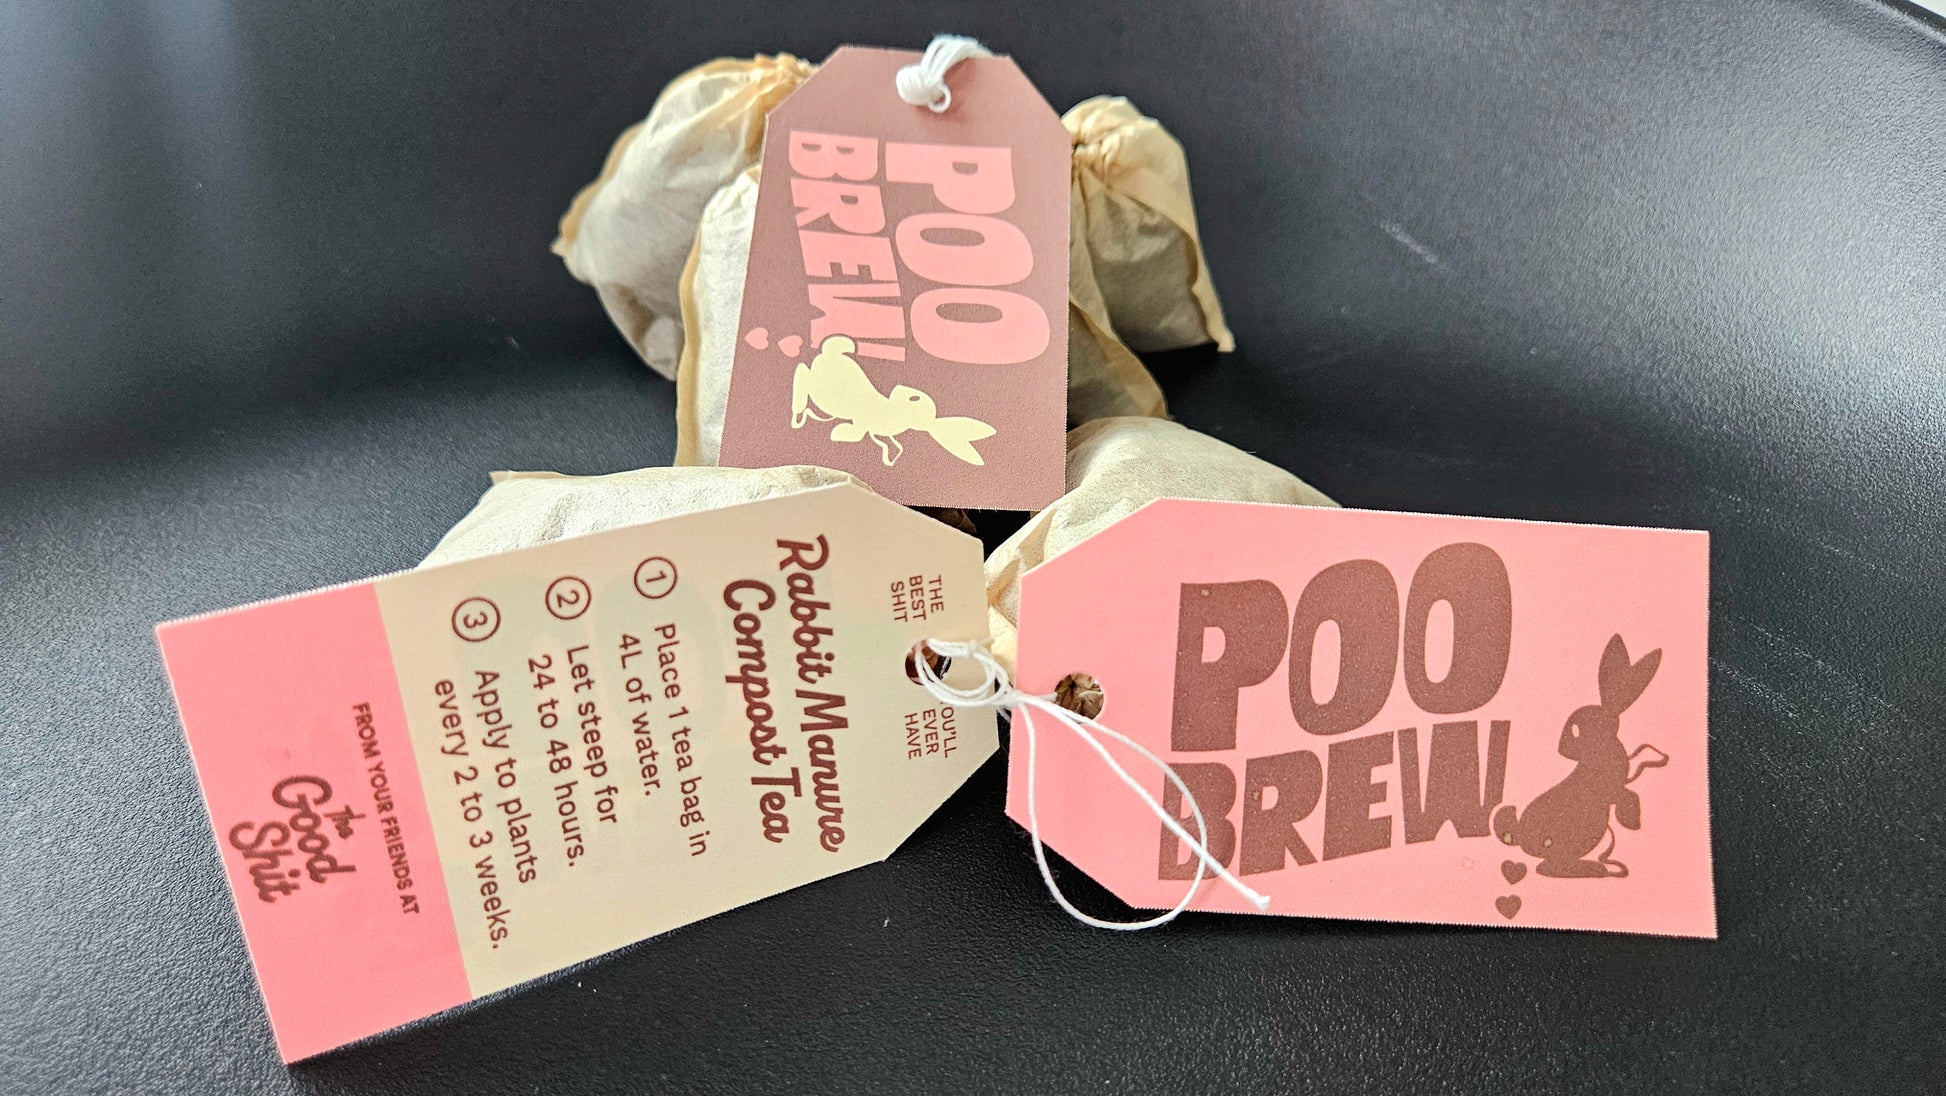 POO
BREW
THE
BEST
SHIT
YOU'LL
EVER
HAVE
Rabbit Manure
Compost Tea
1 Place 1 tea bag in
4L of water.
2 Let steep for
24 to 48 hours.
3 Apply to plants
every 2 to 3 weeks.
FROM YOUR FRIENDS AT
The
Good
Shit
POO
BREW